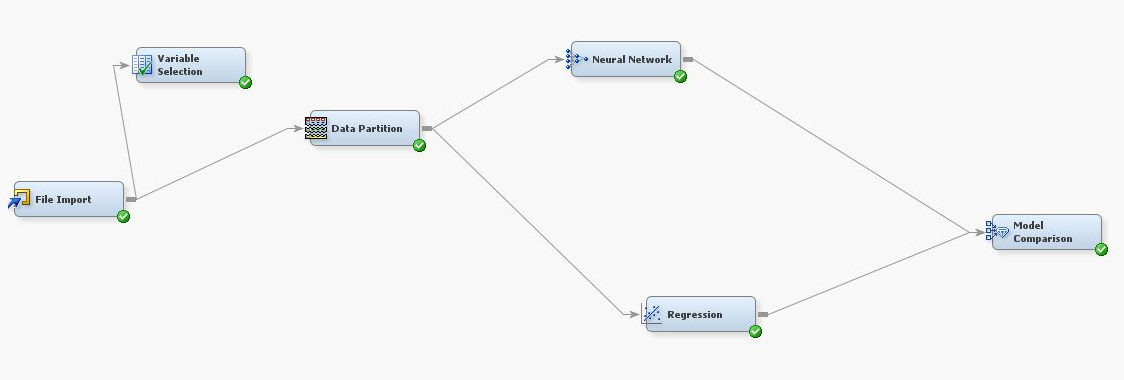 Variable
Selection
Neural Network
Data Partition
File Import
Model
Comparison
Regression